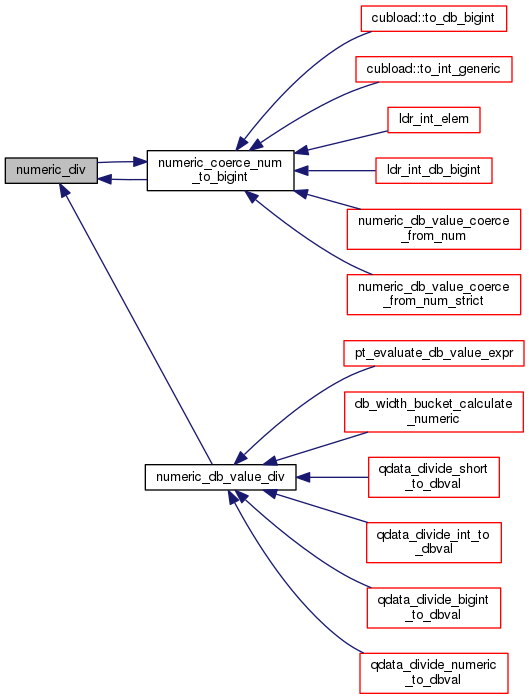 numeric_div
numeric_coerce_num
_to_bigint
cubload::to_db_bigint
cubload::to_int_generic
ldr_int_elem
ldr_int_db_bigint
numeric_db_value_coerce
_from_num
numeric_db_value_coerce
_from_num_strict
numeric_db_value_div
pt_evaluate_db_value_expr
db_width_bucket_calculate
_numeric
qdata_divide_short
_to_dbval
qdata_divide_int_to
_dbval
qdata_divide_bigint
_to_dbval
qdata_divide_numeric
_to_dbval